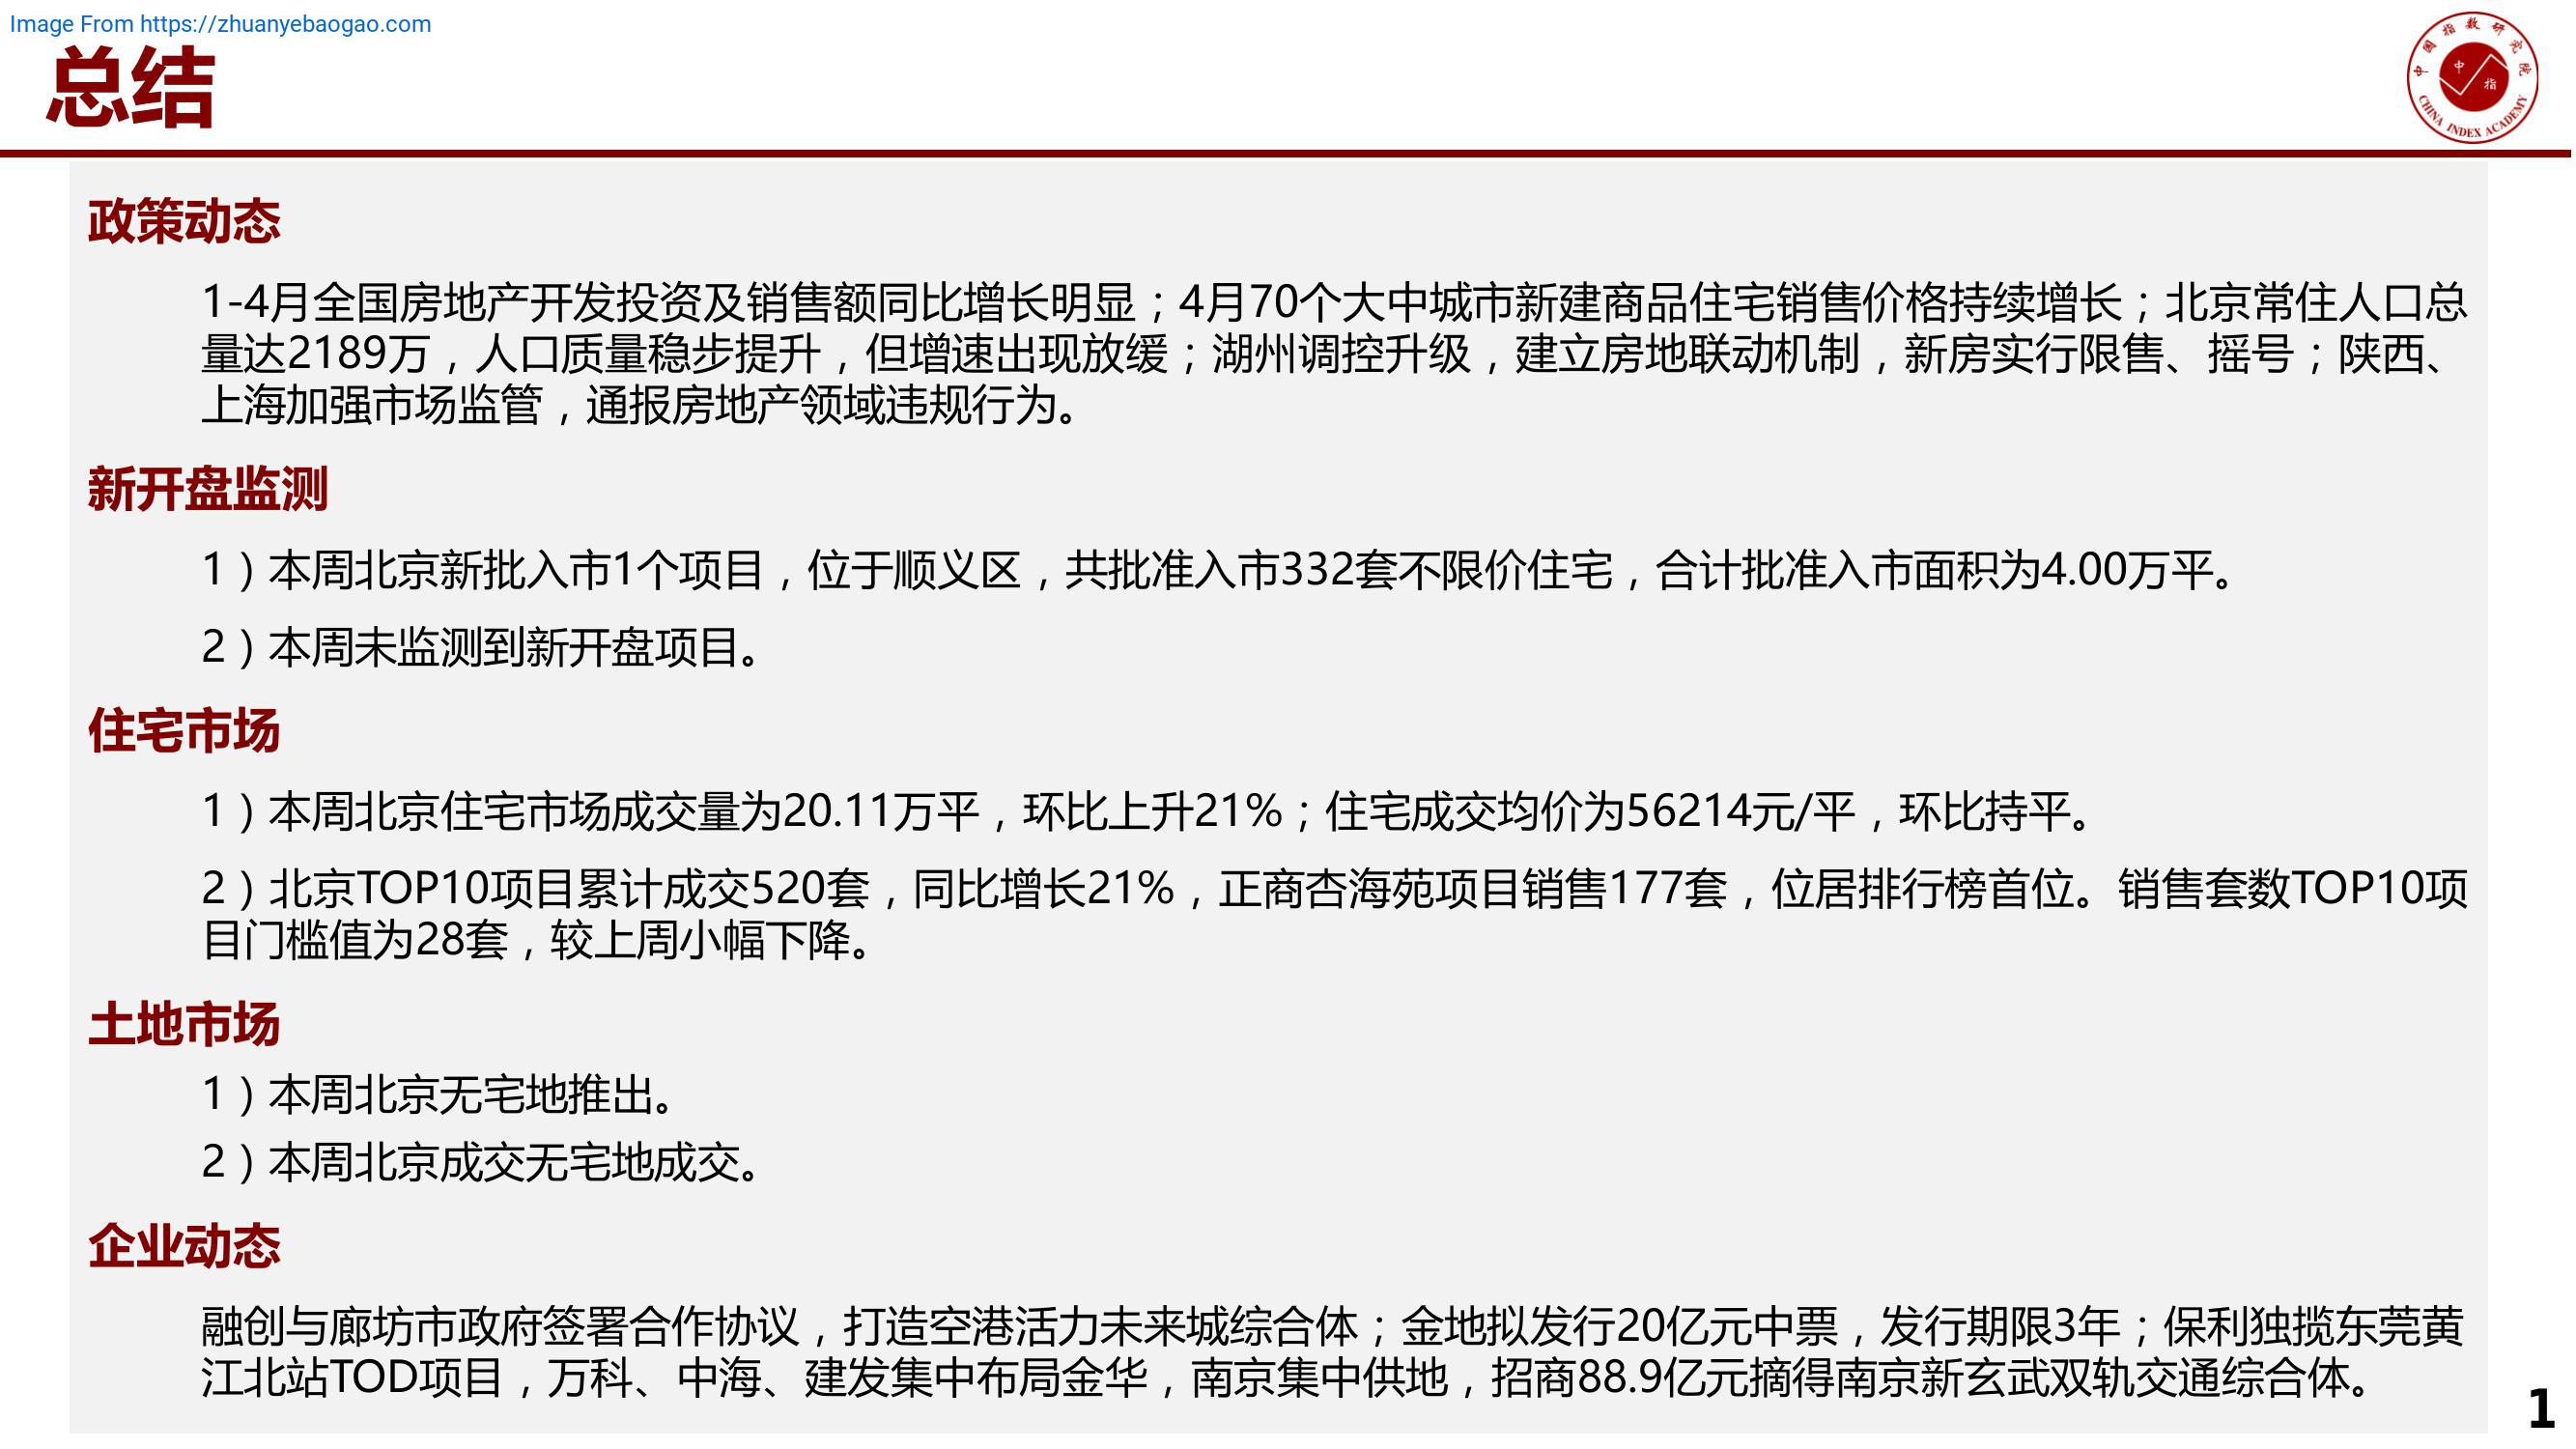 Image From https://zhuanyebaogao.com
总结
中国指数研究院
中指
CHINA INDEX ACADEMY
政策动态
1-4月全国房地产开发投资及销售额同比增长明显；4月70个大中城市新建商品住宅销售价格持续增长；北京常住人口总
量达2189万，人口质量稳步提升，但增速出现放缓；湖州调控升级，建立房地联动机制，新房实行限售、摇号；陕西、
上海加强市场监管，通报房地产领域违规行为。
新开盘监测
1）本周北京新批入市1个项目，位于顺义区，共批准入市332套不限价住宅，合计批准入市面积为4.00万平。
2）本周未监测到新开盘项目。
住宅市场
1）本周北京住宅市场成交量为20.11万平，环比上升21%；住宅成交均价为56214元/平，环比持平。
2）北京TOP10项目累计成交520套，同比增长21%，正商杏海苑项目销售177套，位居排行榜首位。销售套数TOP10项
目门槛值为28套，较上周小幅下降。
土地市场
1）本周北京无宅地推出。
2）本周北京成交无宅地成交。
企业动态
融创与廊坊市政府签署合作协议，打造空港活力未来城综合体；金地拟发行20亿元中票，发行期限3年；保利独揽东莞黄
江北站TOD项目，万科、中海、建发集中布局金华，南京集中供地，招商88.9亿元摘得南京新玄武双轨交通综合体。
1